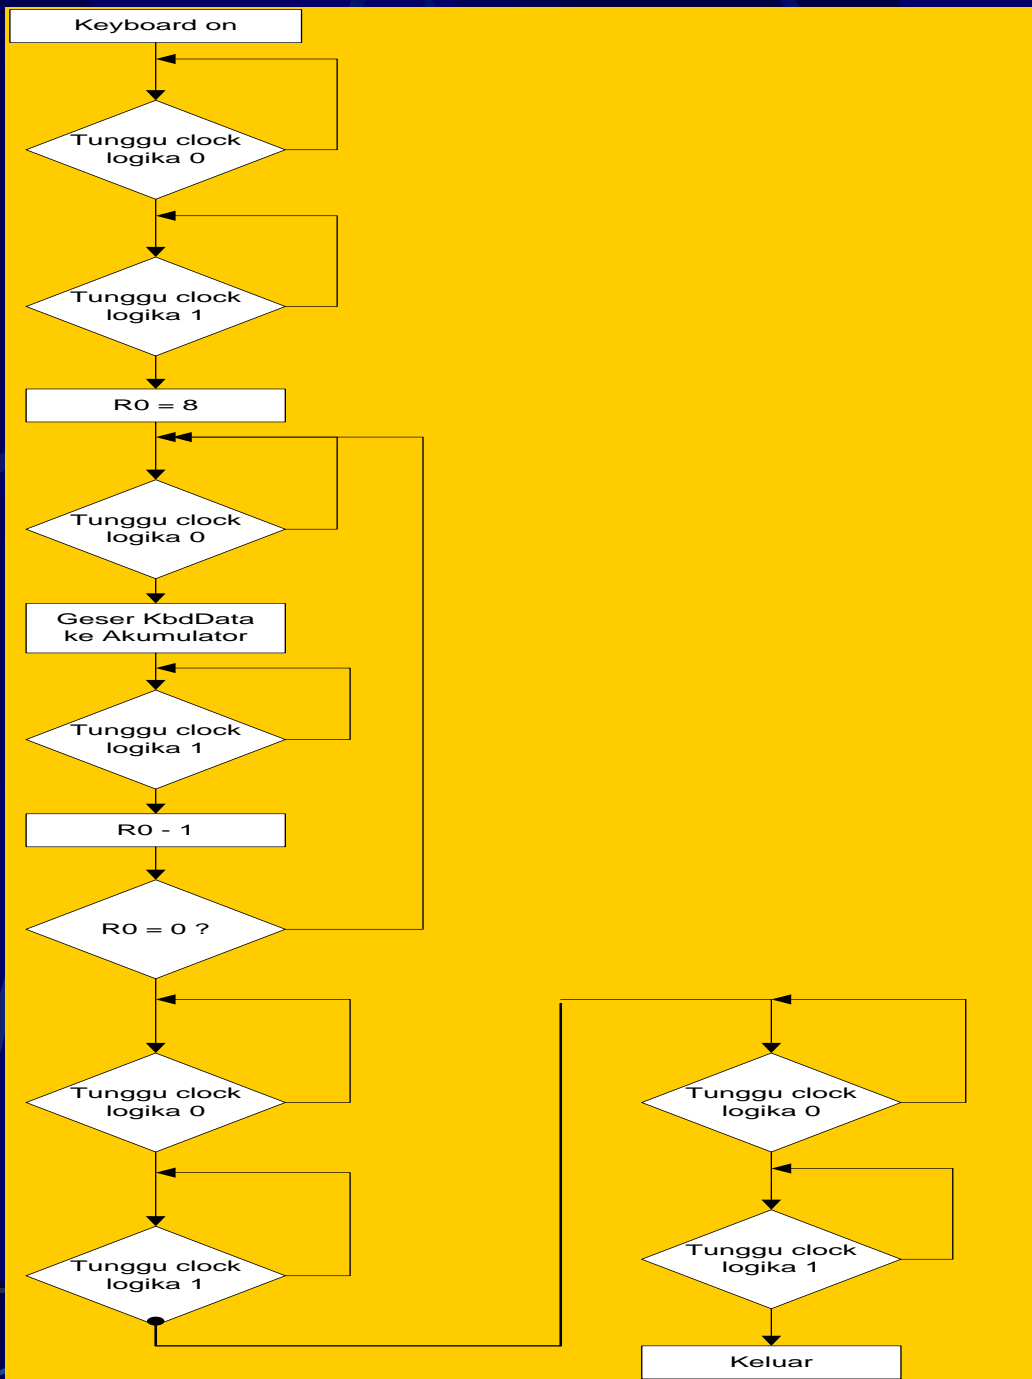 Keyboard on
Tunggu clock
logika 0
Tunggu clock
logika 1
R0 = 8
Tunggu clock
logika 0
Geser KbdData
ke Akumulator
Tunggu clock
logika 1
R0 - 1
R0 = 0 ?
Tunggu clock
logika 0
Tunggu clock
logika 1
Tunggu clock
logika 0
Tunggu clock
logika 1
Keluar